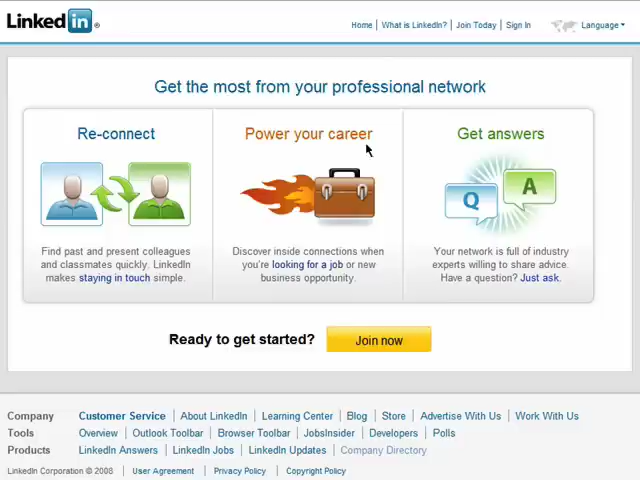 Linked in ®
Home | What is LinkedIn? | Join Today | Sign In Language
Get the most from your professional network
Re-connect
Find past and present colleagues
and classmates quickly. LinkedIn
makes staying in touch simple.
Power your career
Discover inside connections when
you're looking for a job or new
business opportunity.
Get answers
Q A
Your network is full of industry
experts willing to share advice.
Have a question? Just ask.
Ready to get started? Join now
Company Customer Service | About LinkedIn | Learning Center | Blog | Store | Advertise With Us | Work With Us
Tools Overview | Outlook Toolbar | Browser Toolbar | JobsInsider | Developers | Polls
Products LinkedIn Answers | LinkedIn Jobs | LinkedIn Updates | Company Directory
LinkedIn Corporation © 2008 | User Agreement | Privacy Policy | Copyright Policy